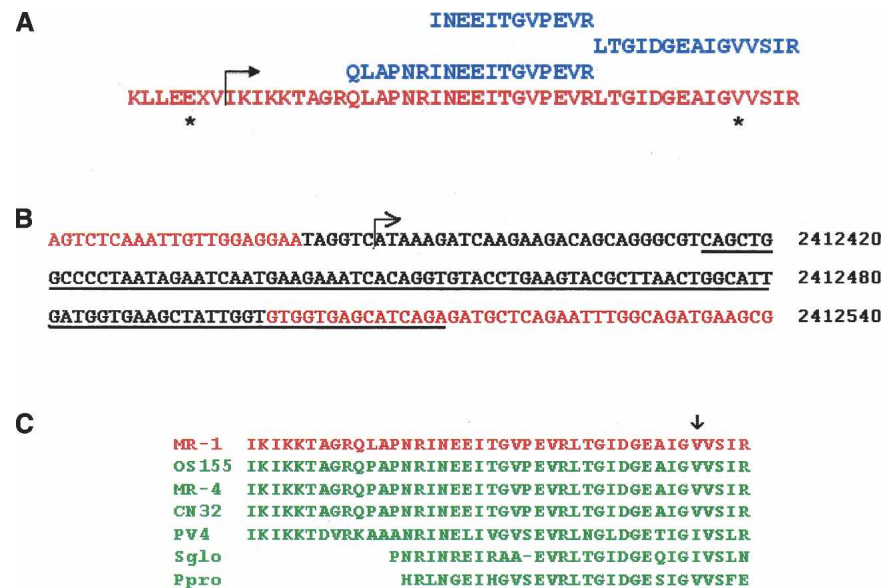 A
INEEITGVPEVR
LTGIDGEAIGVVSIR
QLAPNRINEEITGVPEVR
KLLEEXVIKIKKTAGRQLAPNRINEEITGVPEVRLTGIDGEAIGVVSIR
* *
B
AGTCTCAAATTGTTGGAGGAATAGGTCATAAAGATCAAGAAGACAGCAGGGCGTCAGCTG 2412420
GCCCCTAATAGAATCAATGAAGAAATCACAGGTGTACCTGAAGTACGCTTAACTGGCATT 2412480
GATGGTGAAGCTATTGGTGTGGTGAGCATCAGAGATGCTCAGAATTTGGCAGATGAAGCG 2412540
C
MR-1 IKIKKTAGRQLAPNRINEEITGVPEVRLTGIDGEAIGVVSIR
OS155 IKIKKTAGRQPAPNRINEEITGVPEVRLTGIDGEAIGVVSIR
MR-4 IKIKKTAGRQPAPNRINEEITGVPEVRLTGIDGEAIGVVSIR
CN32 IKIKKTAGRQPAPNRINEEITGVPEVRLTGIDGEAIGVVSIR
PV4 IKIKKTDVRKAAANRINELIVGVSEVRLNGLDGETIGIVSLR
Sglo PNRINREIRAA-EVRLTGIDGEQIGIVSLN
Ppro HRLNGEIHGVSEVRLTGIDGESIGVVSFE